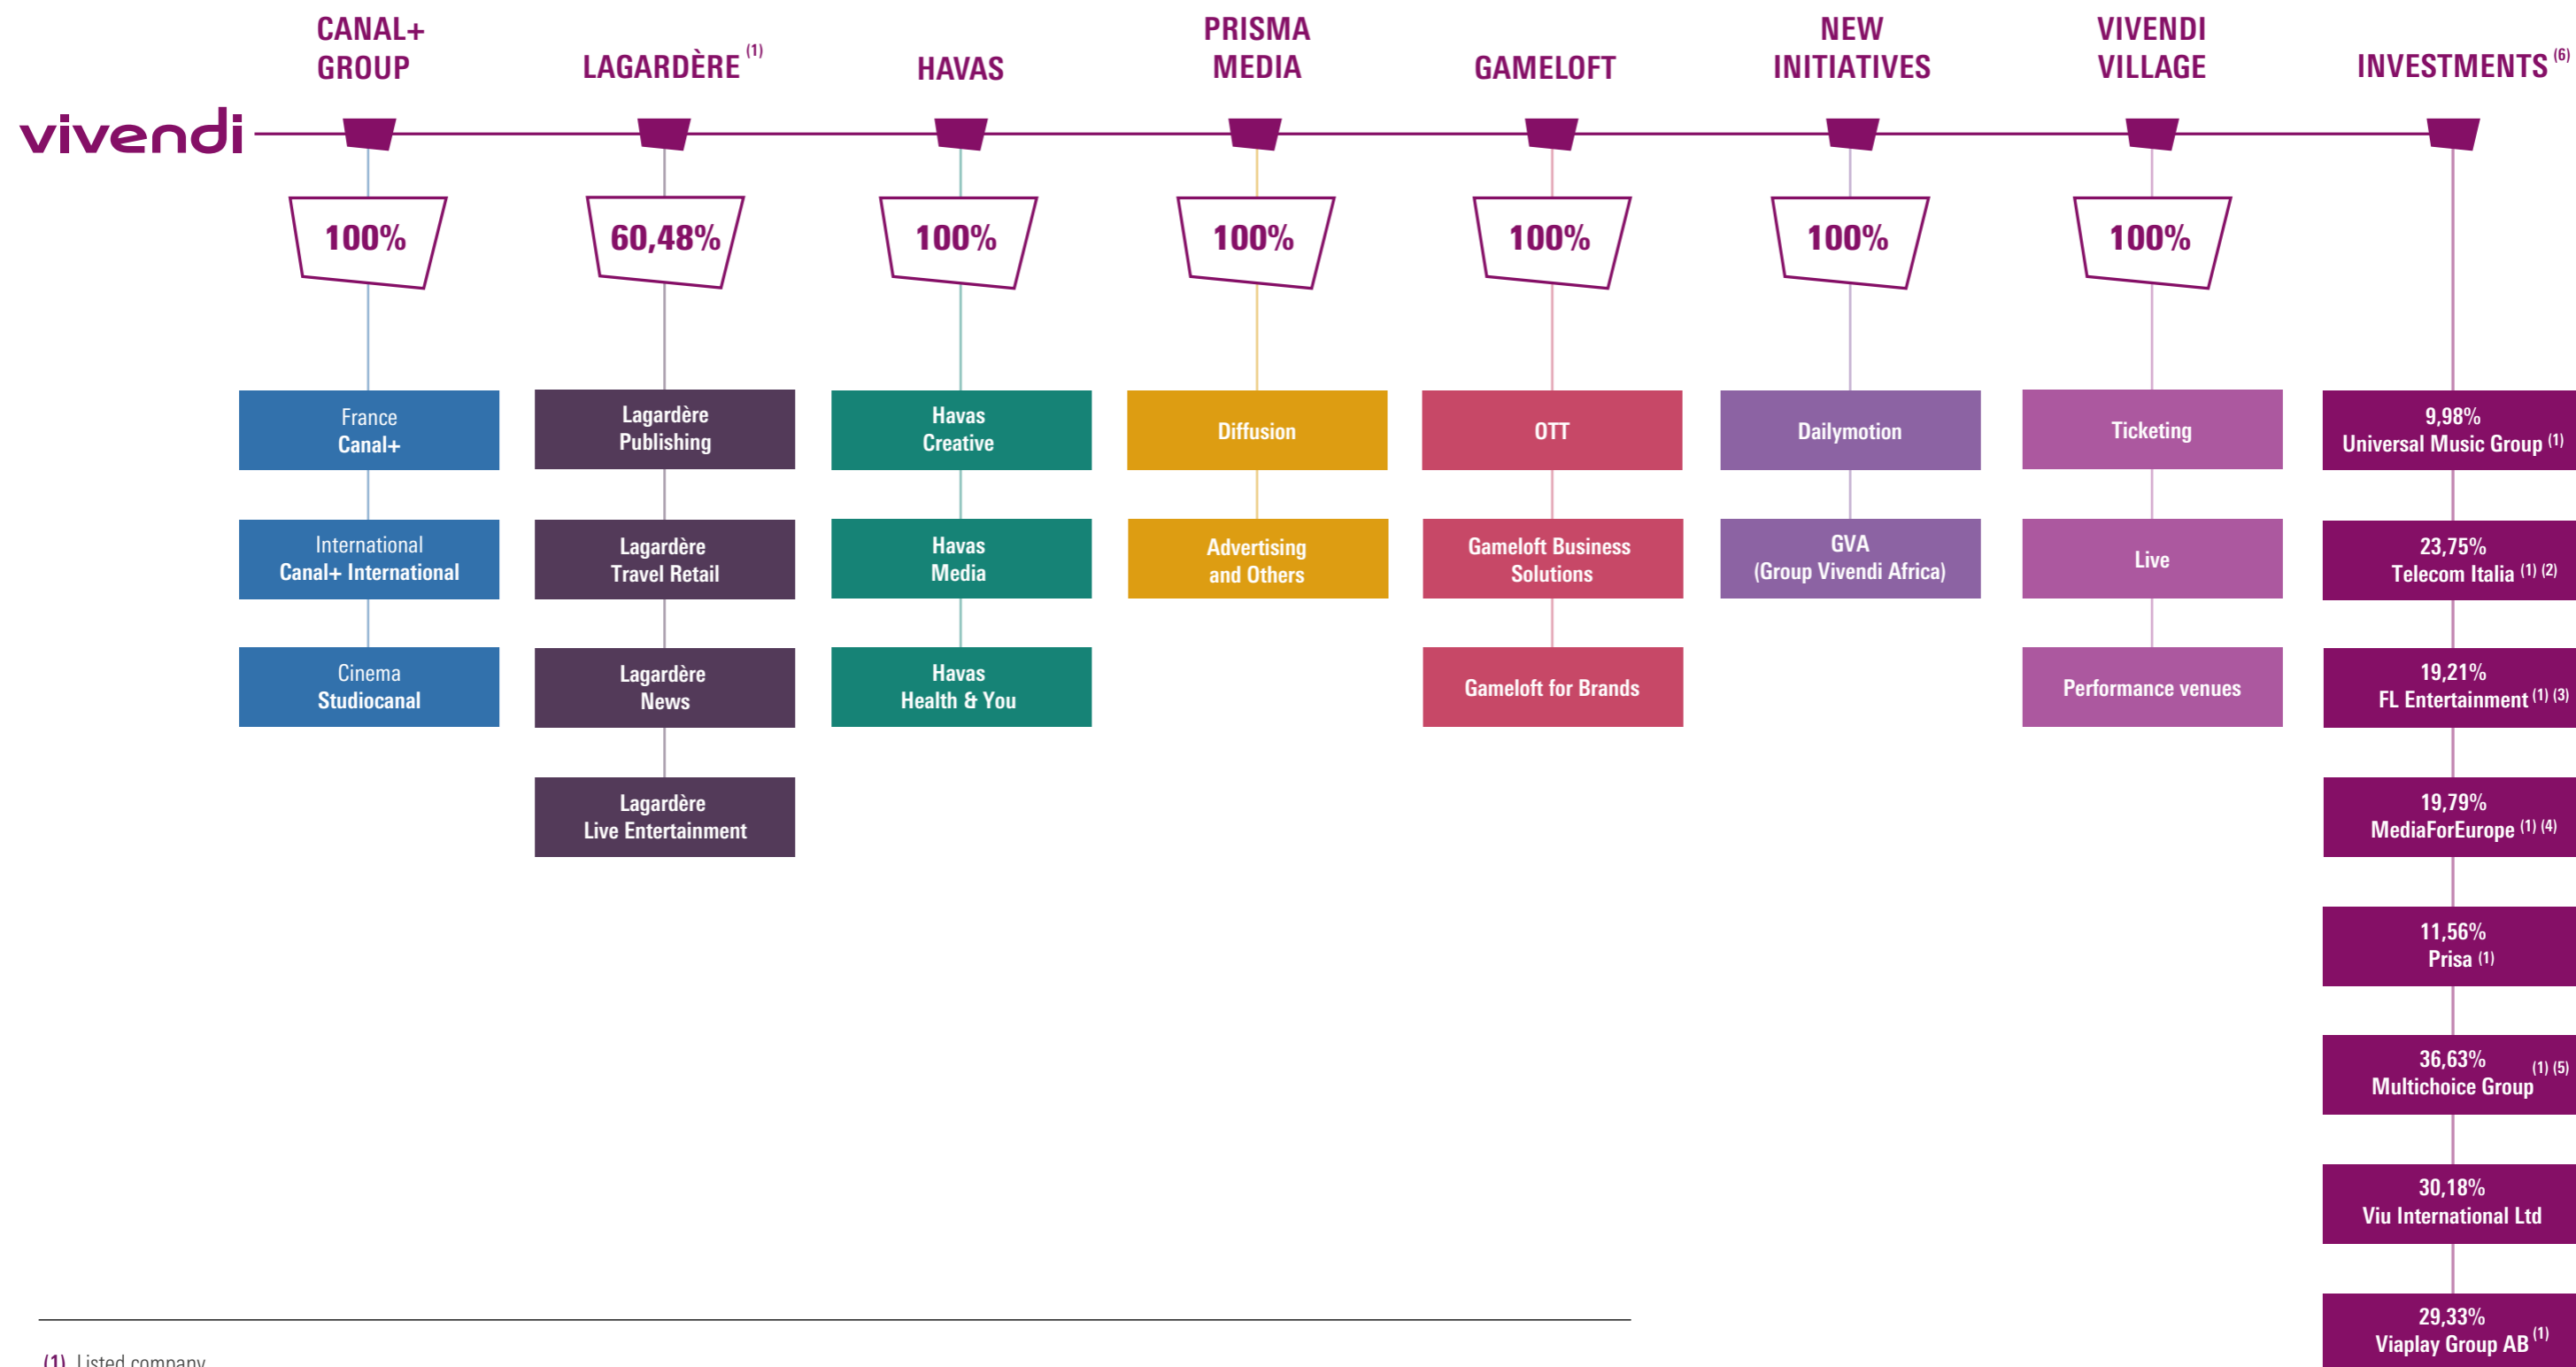 CANAL+
GROUP
LAGARDÈRE (1)
HAVAS
PRISMA
MEDIA
GAMELOFT
NEW
INITIATIVES
VIVENDI
VILLAGE
INVESTMENTS (6)
vivendi
100%
60,48%
100%
100%
100%
100%
100%
France
Canal+
International
Canal+ International
Cinema
Studiocanal
Lagardère
Publishing
Lagardère
Travel Retail
Lagardère
News
Lagardère
Live Entertainment
Havas
Creative
Havas
Media
Havas
Health & You
Diffusion
Advertising
and Others
OTT
Gameloft Business
Solutions
Gameloft for Brands
Dailymotion
GVA
(Group Vivendi Africa)
Ticketing
Live
Performance venues
9,98%
Universal Music Group (1)
23,75%
Telecom Italia (1) (2)
19,21%
FL Entertainment (1) (3)
19,79%
MediaForEurope (1) (4)
11,56%
Prisa (1)
36,63%
Multichoice Group (1) (5)
30,18%
Viu International Ltd
29,33%
Viaplay Group AB (1)
(1) Listed company